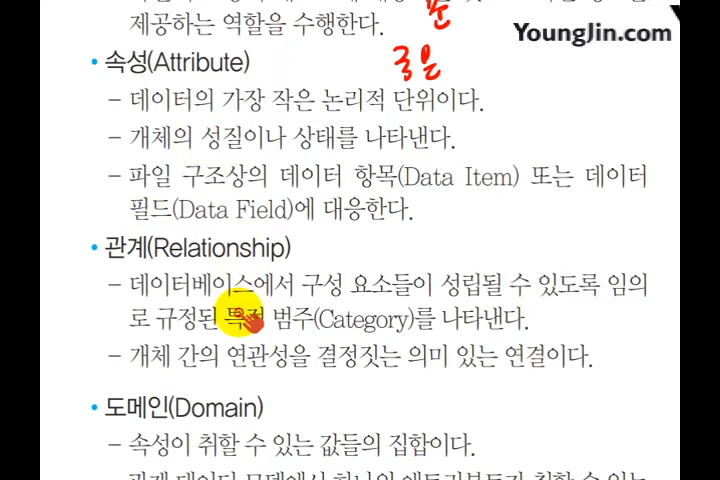 제공하는 역할을 수행한다.
YoungJin.com
• 속성(Attribute)
– 데이터의 가장 작은 논리적 단위이다.
– 개체의 성질이나 상태를 나타낸다.
– 파일 구조상의 데이터 항목(Data Item) 또는 데이터
필드(Data Field)에 대응한다.
• 관계(Relationship)
– 데이터베이스에서 구성 요소들이 성립될 수 있도록 임의
로 규정된 특정 범주(Category)를 나타낸다.
– 개체 간의 연관성을 결정짓는 의미 있는 연결이다.
• 도메인(Domain)
– 속성이 취할 수 있는 값들의 집합이다.